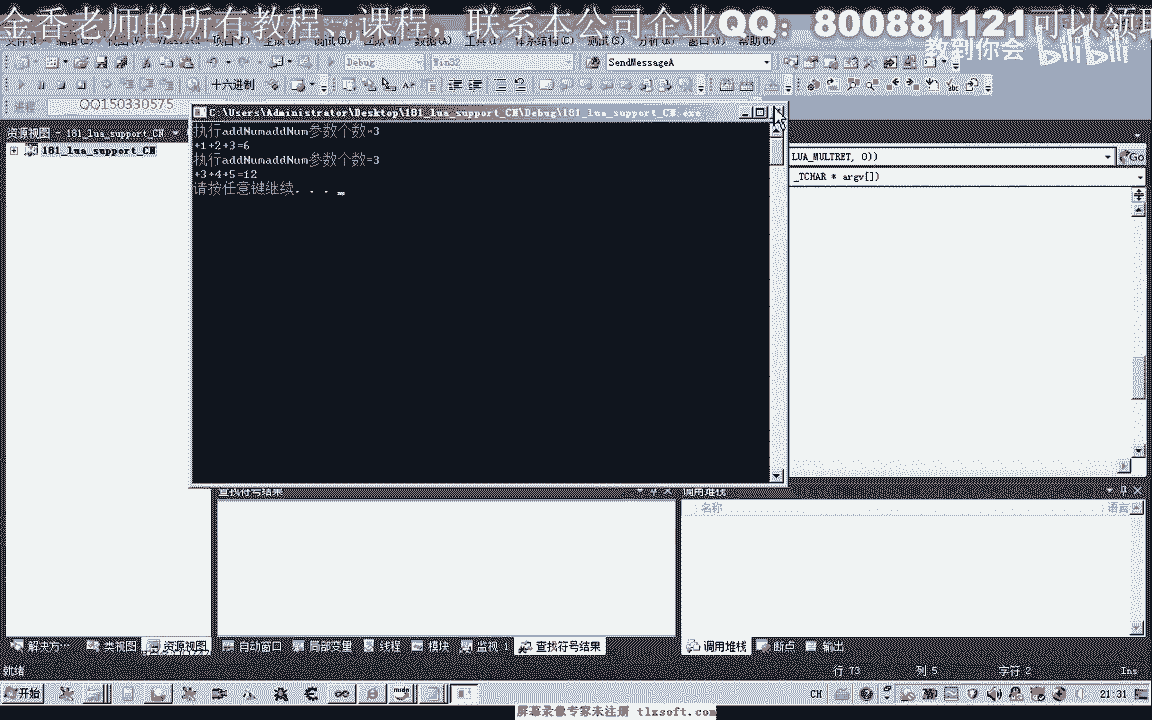 金香老师的所有教程、课程，联系本公司企业QQ：800881121可以领取
教到你会 bilibili
Debug Win32 SendMessageA
十六进制
QQ150330575
C:\Users\Administrator\Desktop\181_lua_support_CN\Debug\181_lua_support_CN.exe
资源视图 - 181_lua_support_CN
执行addNumaddNum参数个数=3
181_lua_support_CN
+1+2+3=6
LUA_MULTRET, 0)) Go
执行addNumaddNum参数个数=3
+3+4+5=12
_TCHAR * argv[])
请按任意键继续. . .
查找符号结果 调用堆栈
名称 语言
解决方… 类视图 资源视图 自动窗口 局部变量 线程 模块 监视 1 查找符号结果 调用堆栈 断点 输出
就绪 行 73 列 5 字符 2 Ins
开始 CH 21:31
屏幕录像专家未注册 tlxsoft.com